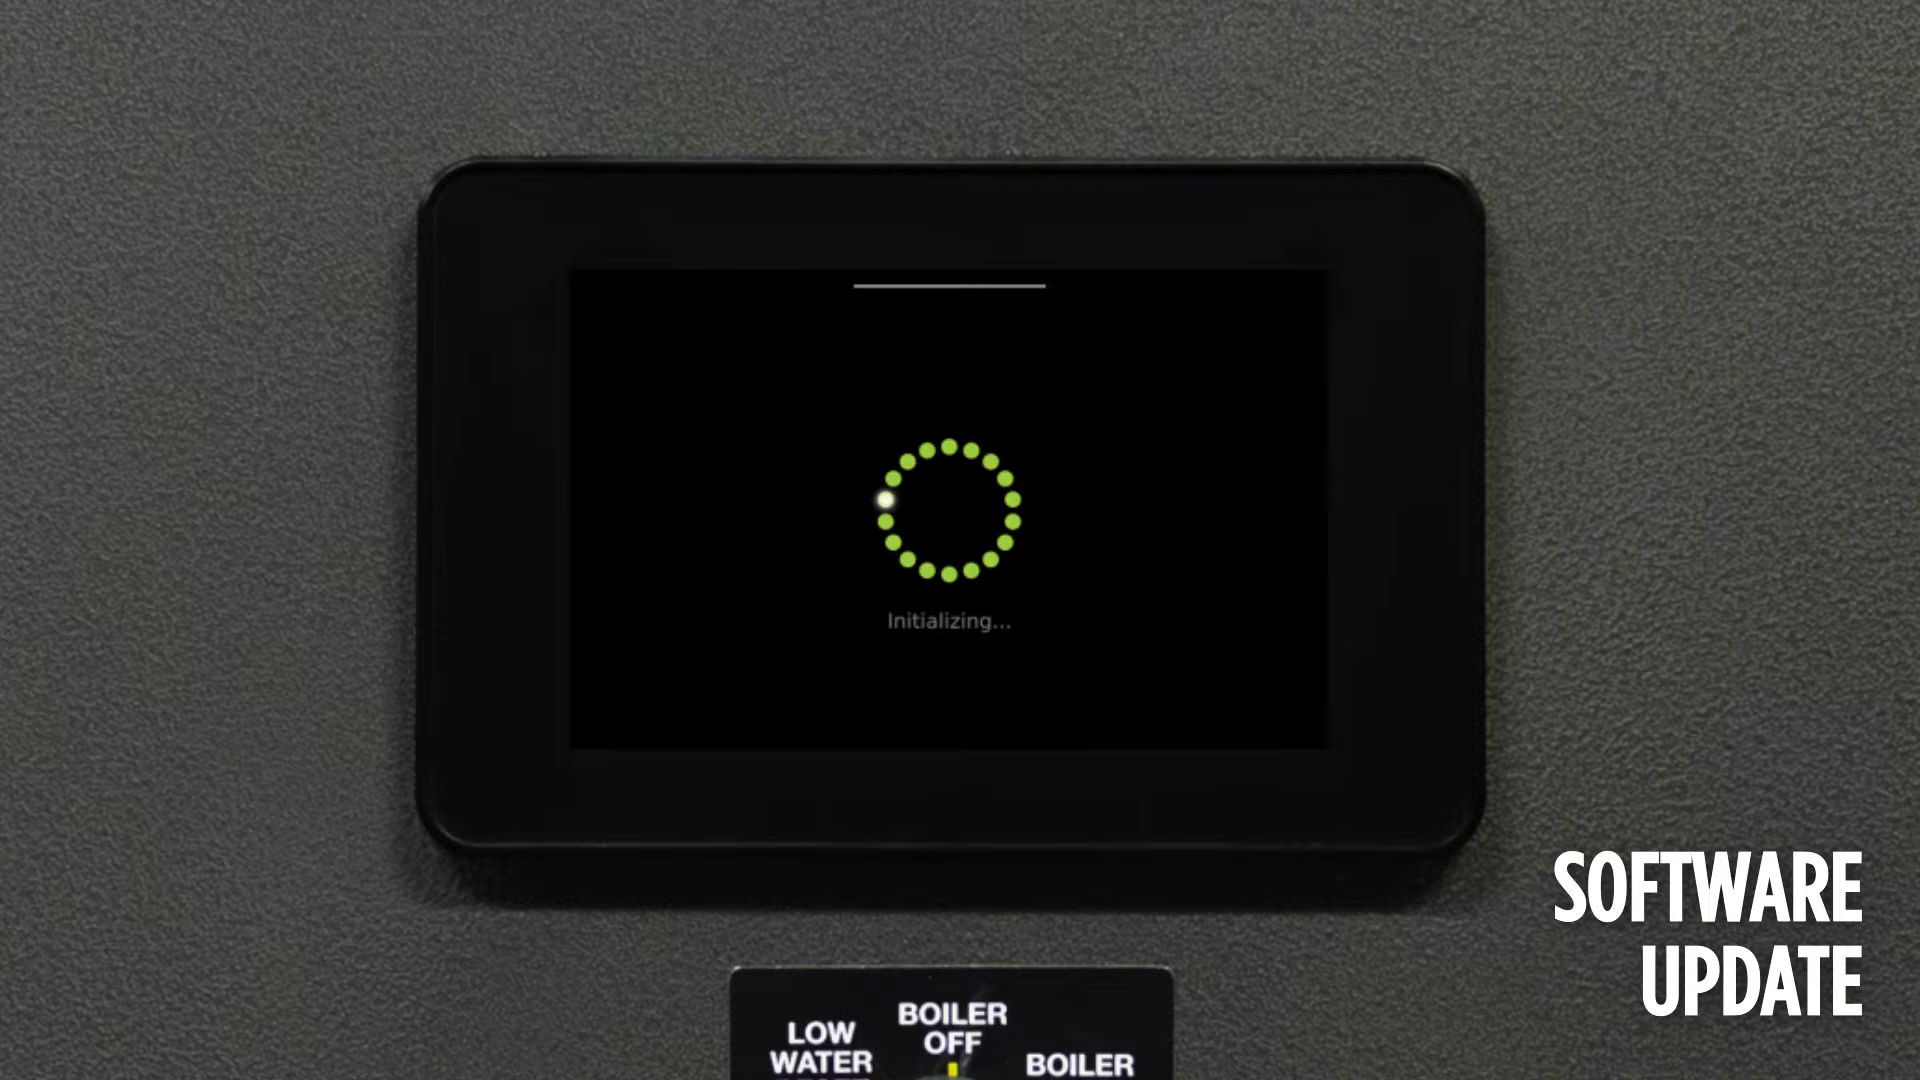 Initializing...
SOFTWARE
UPDATE
BOILER
OFF
LOW
WATER
BOILER